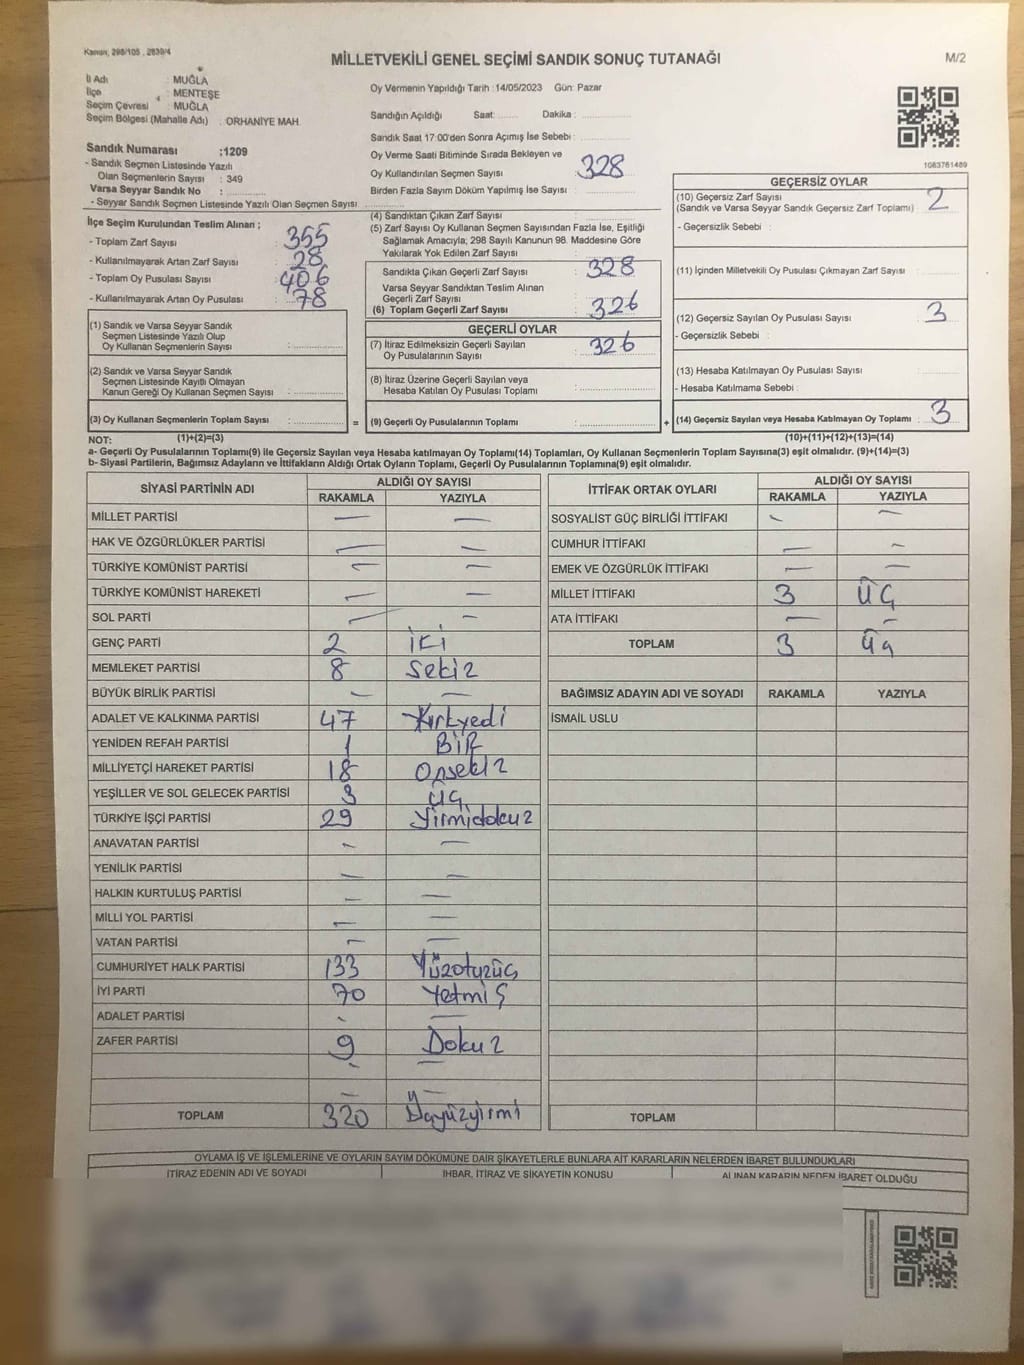 Kanun, 298/105 , 2839/4
MİLLETVEKİLİ GENEL SEÇİMİ SANDIK SONUÇ TUTANAĞI
M/2
İl Adı : MUĞLA
İlçe : MENTEŞE
Seçim Çevresi : MUĞLA
Seçim Bölgesi (Mahalle Adı) : ORHANİYE MAH.
Sandık Numarası :1209
- Sandık Seçmen Listesinde Yazılı
Olan Seçmenlerin Sayısı : 349
Varsa Seyyar Sandık No :
- Seyyar Sandık Seçmen Listesinde Yazılı Olan Seçmen Sayısı
Oy Vermenin Yapıldığı Tarih :14/05/2023 Gün: Pazar
Sandığın Açıldığı Saat: Dakika :
Sandık Saat 17:00'den Sonra Açımış İse Sebebi :
Oy Verme Saati Bitiminde Sırada Bekleyen ve
Oy Kullandırılan Seçmen Sayısı : 328
Birden Fazla Sayım Döküm Yapılmış İse Sayısı :
1083761489
İlçe Seçim Kurulundan Teslim Alınan ;
- Toplam Zarf Sayısı : 355
- Kullanılmayarak Artan Zarf Sayısı : 28
- Toplam Oy Pusulası Sayısı : 406
- Kullanılmayarak Artan Oy Pusulası : 78
(1) Sandık ve Varsa Seyyar Sandık
Seçmen Listesinde Yazılı Olup
Oy Kullanan Seçmenlerin Sayısı :
(2) Sandık ve Varsa Seyyar Sandık
Seçmen Listesinde Kayıtlı Olmayan
Kanun Gereği Oy Kullanan Seçmen Sayısı :
(3) Oy Kullanan Seçmenlerin Toplam Sayısı :
(1)+(2)=(3)
(4) Sandıktan Çıkan Zarf Sayısı :
(5) Zarf Sayısı Oy Kullanan Seçmen Sayısından Fazla İse, Eşitliği
Sağlamak Amacıyla, 298 Sayılı Kanunun 98. Maddesine Göre
Yakılarak Yok Edilen Zarf Sayısı :
Sandıkta Çıkan Geçerli Zarf Sayısı : 328
Varsa Seyyar Sandıktan Teslim Alınan
Geçerli Zarf Sayısı :
(6) Toplam Geçerli Zarf Sayısı : 326
GEÇERLİ OYLAR
(7) İtiraz Edilmeksizin Geçerli Sayılan
Oy Pusulalarının Sayısı : 326
(8) İtiraz Üzerine Geçerli Sayılan veya
Hesaba Katılan Oy Pusulası Toplamı :
= (9) Geçerli Oy Pusulalarının Toplamı :
GEÇERSİZ OYLAR
(10) Geçersiz Zarf Sayısı
(Sandık ve Varsa Seyyar Sandık Geçersiz Zarf Toplamı) : 2
- Geçersizlik Sebebi :
(11) İçinden Milletvekili Oy Pusulası Çıkmayan Zarf Sayısı :
(12) Geçersiz Sayılan Oy Pusulası Sayısı : 3
- Geçersizlik Sebebi :
(13) Hesaba Katılmayan Oy Pusulası Sayısı :
- Hesaba Katılmama Sebebi :
+ (14) Geçersiz Sayılan veya Hesaba Katılmayan Oy Toplamı : 3
(10)+(11)+(12)+(13)=(14)
NOT:
a- Geçerli Oy Pusulalarının Toplamı(9) ile Geçersiz Sayılan veya Hesaba katılmayan Oy Toplamı(14) Toplamları, Oy Kullanan Seçmenlerin Toplam Sayısına(3) eşit olmalıdır. (9)+(14)=(3)
b- Siyasi Partilerin, Bağımsız Adayların ve İttifakların Aldığı Ortak Oyların Toplamı, Geçerli Oy Pusulalarının Toplamına(9) eşit olmalıdır.
SİYASİ PARTİNİN ADI ALDIĞI OY SAYISI
RAKAMLA YAZIYLA
MİLLET PARTİSİ — —
HAK VE ÖZGÜRLÜKLER PARTİSİ — —
TÜRKİYE KOMÜNİST PARTİSİ — —
TÜRKİYE KOMÜNİST HAREKETİ — —
SOL PARTİ — —
GENÇ PARTİ 2 İKİ
MEMLEKET PARTİSİ 8 Sekiz
BÜYÜK BİRLİK PARTİSİ — —
ADALET VE KALKINMA PARTİSİ 47 Kırkyedi
YENİDEN REFAH PARTİSİ 1 BİR
MİLLİYETÇİ HAREKET PARTİSİ 18 Onsekiz
YEŞİLLER VE SOL GELECEK PARTİSİ 3 Üç
TÜRKİYE İŞÇİ PARTİSİ 29 Yirmidokuz
ANAVATAN PARTİSİ — —
YENİLİK PARTİSİ — —
HALKIN KURTULUŞ PARTİSİ — —
MİLLİ YOL PARTİSİ — —
VATAN PARTİSİ — —
CUMHURİYET HALK PARTİSİ 133 Yüzotuzüç
İYİ PARTİ 70 Yetmiş
ADALET PARTİSİ — —
ZAFER PARTİSİ 9 Dokuz
TOPLAM 320 Üçyüzyirmi
İTTİFAK ORTAK OYLARI ALDIĞI OY SAYISI
RAKAMLA YAZIYLA
SOSYALİST GÜÇ BİRLİĞİ İTTİFAKI — —
CUMHUR İTTİFAKI — —
EMEK VE ÖZGÜRLÜK İTTİFAKI — —
MİLLET İTTİFAKI 3 ÜÇ
ATA İTTİFAKI — —
TOPLAM 3 Üç
BAĞIMSIZ ADAYIN ADI VE SOYADI RAKAMLA YAZIYLA
İSMAİL USLU
TOPLAM
OYLAMA İŞ VE İŞLEMLERİNE VE OYLARIN SAYIM DÖKÜMÜNE DAİR ŞİKAYETLERLE BUNLARA AİT KARARLARIN NELERDEN İBARET BULUNDUKLARI
İTİRAZ EDENİN ADI VE SOYADI İHBAR, İTİRAZ VE ŞİKAYETİN KONUSU ALINAN KARARIN NEDEN İBARET OLDUĞU